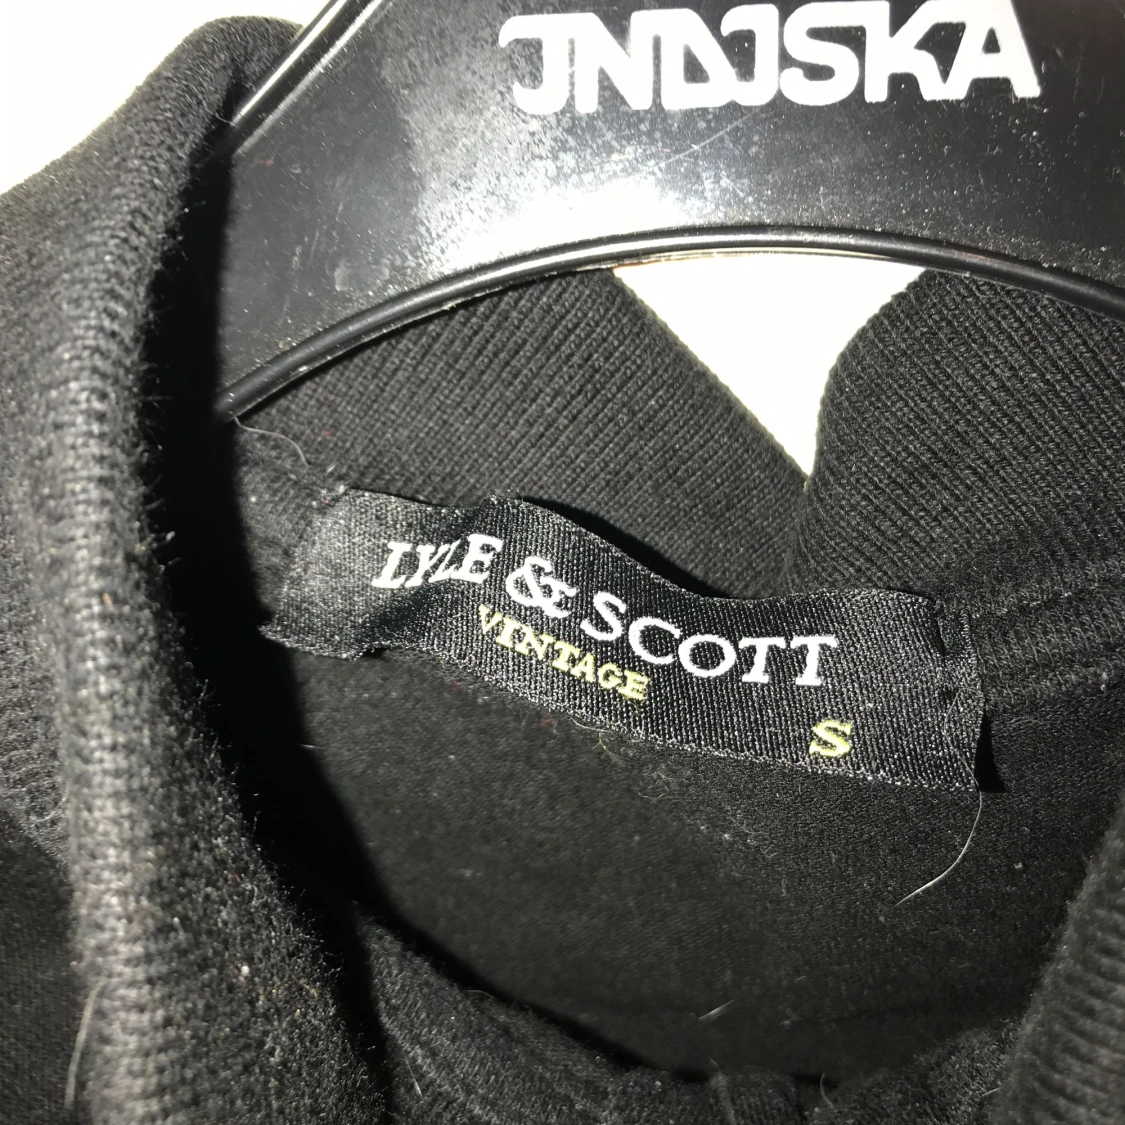 INDISKA
LYLE & SCOTT
VINTAGE
S